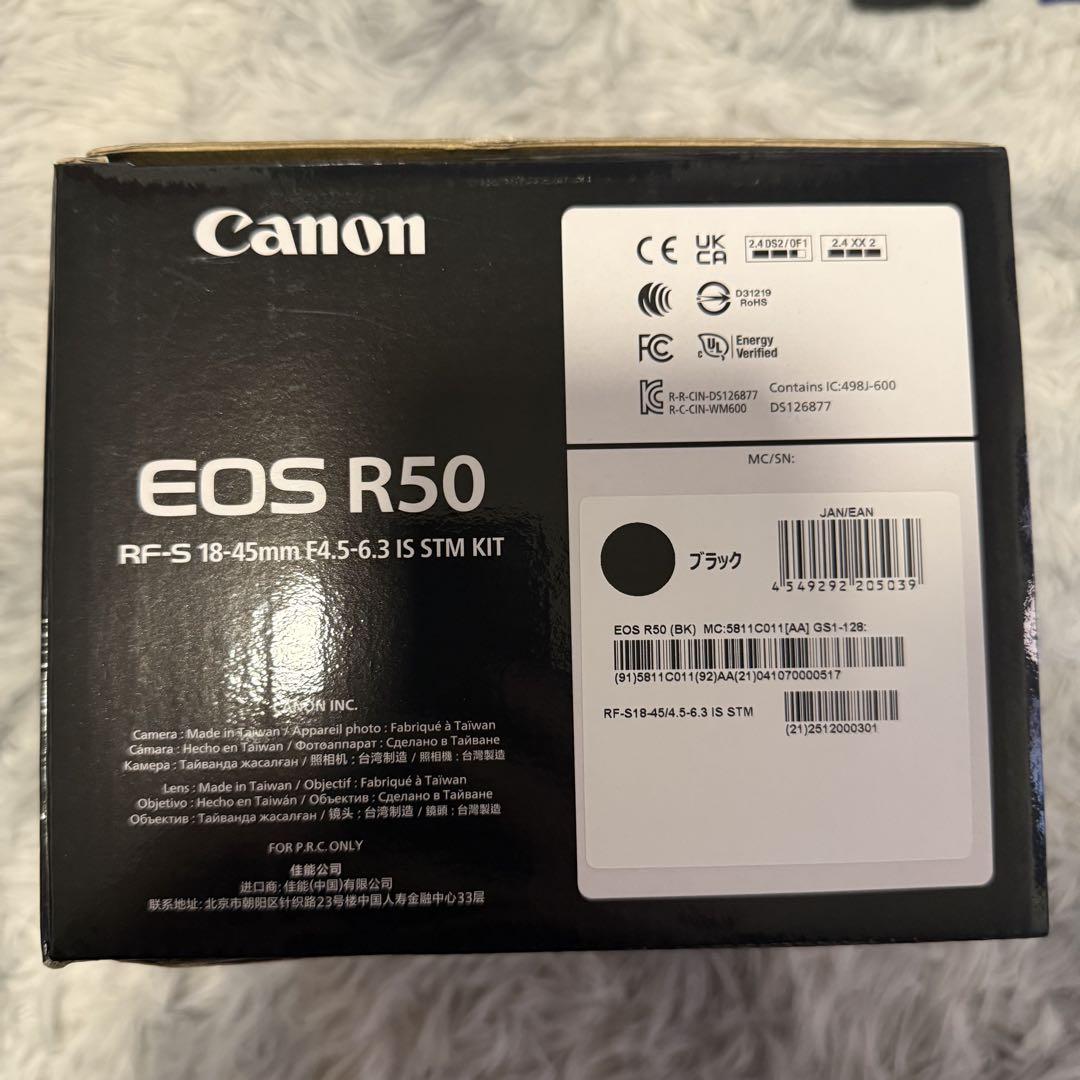 Canon
EOS R50
RF-S 18-45mm F4.5-6.3 IS STM KIT
CANON INC.
Camera : Made in Taiwan / Appareil photo : Fabriqué à Taïwan
Cámara : Hecho en Taiwán / Фотоаппарат : Сделано в Тайване
Камера : Тайванда жасалған / 照相机 : 台湾制造 / 照相機 : 台灣製造
Lens : Made in Taiwan / Objectif : Fabriqué à Taïwan
Objetivo : Hecho en Taiwán / Объектив : Сделано в Тайване
Объектив : Тайванда жасалған / 镜头 : 台湾制造 / 鏡頭 : 台灣製造
FOR P.R.C. ONLY
佳能公司
进口商: 佳能(中国)有限公司
联系地址: 北京市朝阳区针织路23号楼中国人寿金融中心33层
CE UK CA 2.4 DS2/OF1 2.4 XX 2
D31219
RoHS
FC UL Energy Verified
R-R-CIN-DS126877 Contains IC:498J-600
R-C-CIN-WM600 DS126877
MC/SN:
JAN/EAN
ブラック
4 549292 205039
EOS R50 (BK) MC:5811C011[AA] GS1-128:
(91)5811C011(92)AA(21)041070000517
RF-S18-45/4.5-6.3 IS STM
(21)2512000301